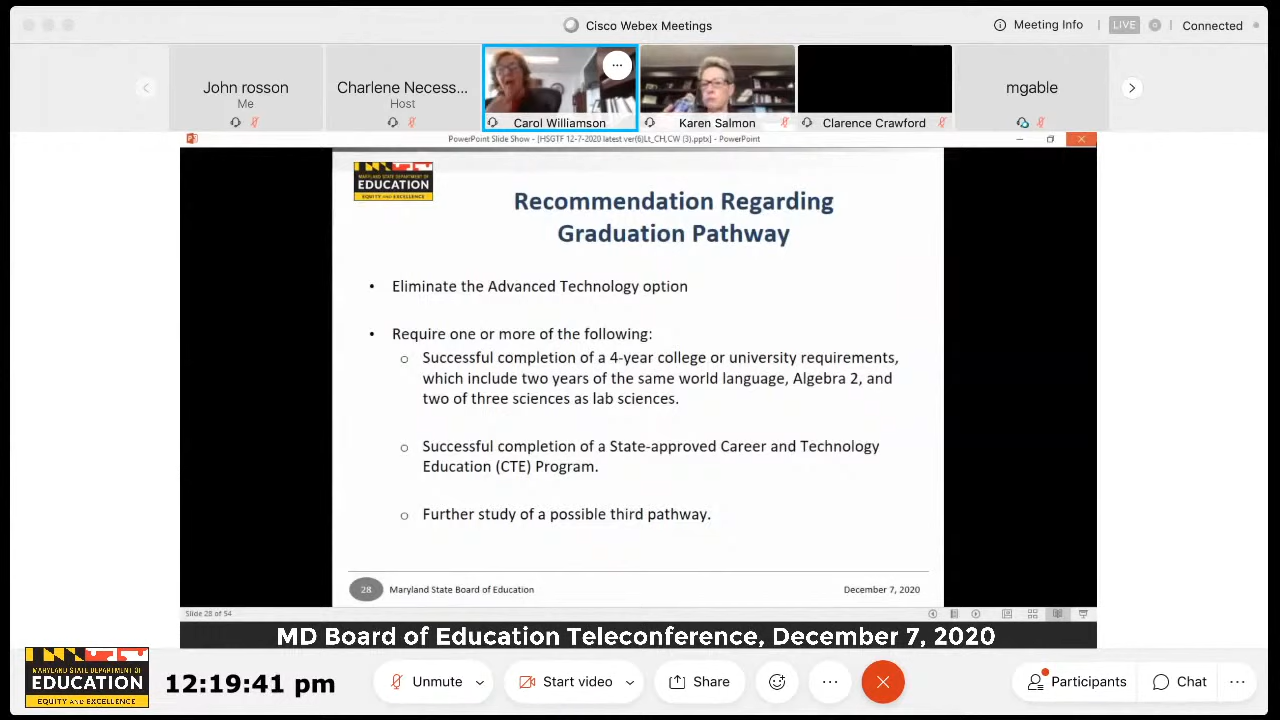 Cisco Webex Meetings
Meeting Info
LIVE
Connected
John rosson
Me
Charlene Necess...
Host
Carol Williamson
Karen Salmon
Clarence Crawford
mgable
PowerPoint Slide Show - [HSGTF 12-7-2020 latest ver(6)Lt_CH,CW (3).pptx] - PowerPoint
MARYLAND STATE DEPARTMENT OF
EDUCATION
EQUITY AND EXCELLENCE
Recommendation Regarding
Graduation Pathway
• Eliminate the Advanced Technology option
• Require one or more of the following:
o Successful completion of a 4-year college or university requirements,
which include two years of the same world language, Algebra 2, and
two of three sciences as lab sciences.
o Successful completion of a State-approved Career and Technology
Education (CTE) Program.
o Further study of a possible third pathway.
28 Maryland State Board of Education
December 7, 2020
Slide 28 of 54
MD Board of Education Teleconference, December 7, 2020
MARYLAND STATE DEPARTMENT OF
EDUCATION
EQUITY AND EXCELLENCE
12:19:41 pm
Unmute
Start video
Share
Participants
Chat